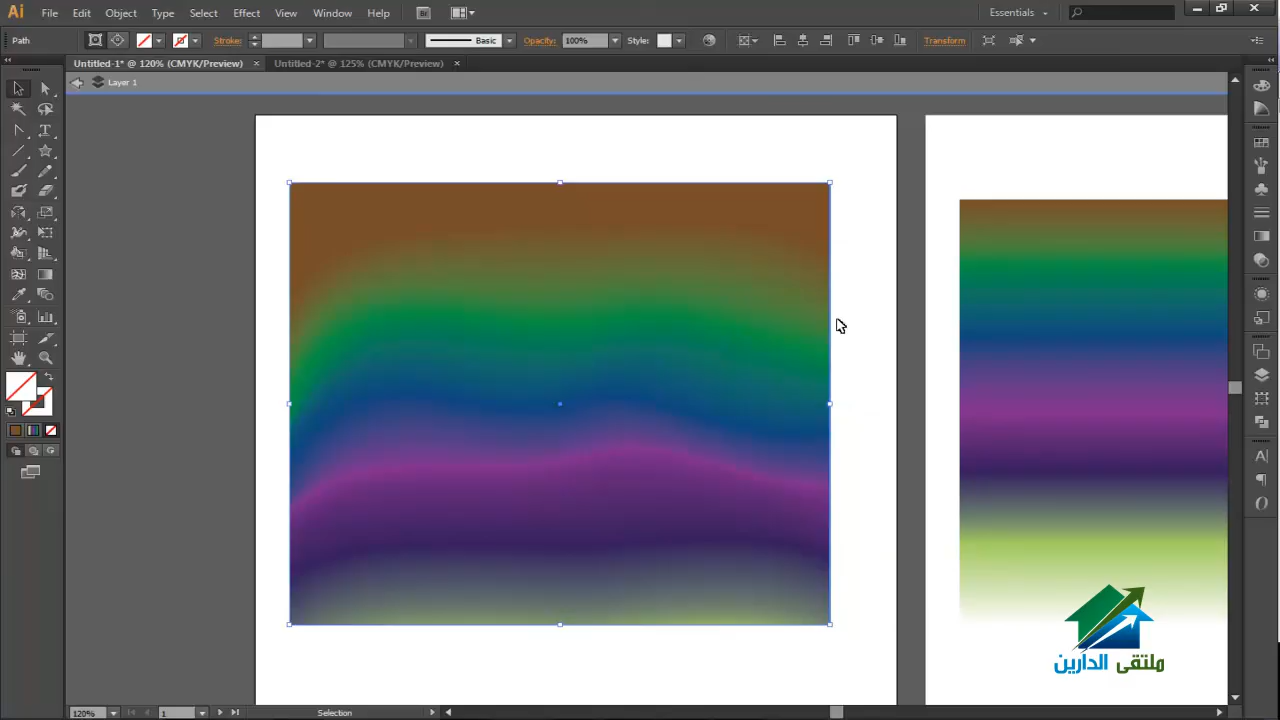 Ai File Edit Object Type Select Effect View Window Help Br Essentials
Path Stroke: Basic Opacity: 100% Style: Transform
Untitled-1* @ 120% (CMYK/Preview) × Untitled-2* @ 125% (CMYK/Preview) ×
Layer 1
ملتقى الدارين
120% 1 Selection